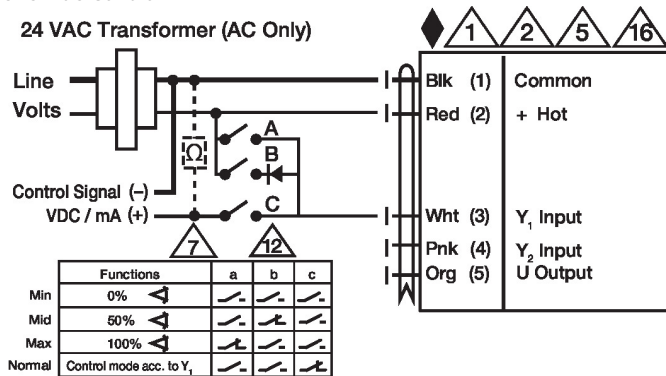 24 VAC Transformer (AC Only)
1 2 5 16
Line
Volts
Blk (1) Common
Red (2) + Hot
A
Ω
B
Control Signal (–)
C
VDC / mA (+)
Wht (3) Y1 Input
Pnk (4) Y2 Input
Org (5) U Output
7 12
Functions a b c
Min 0%
Mid 50%
Max 100%
Normal Control mode acc. to Y1